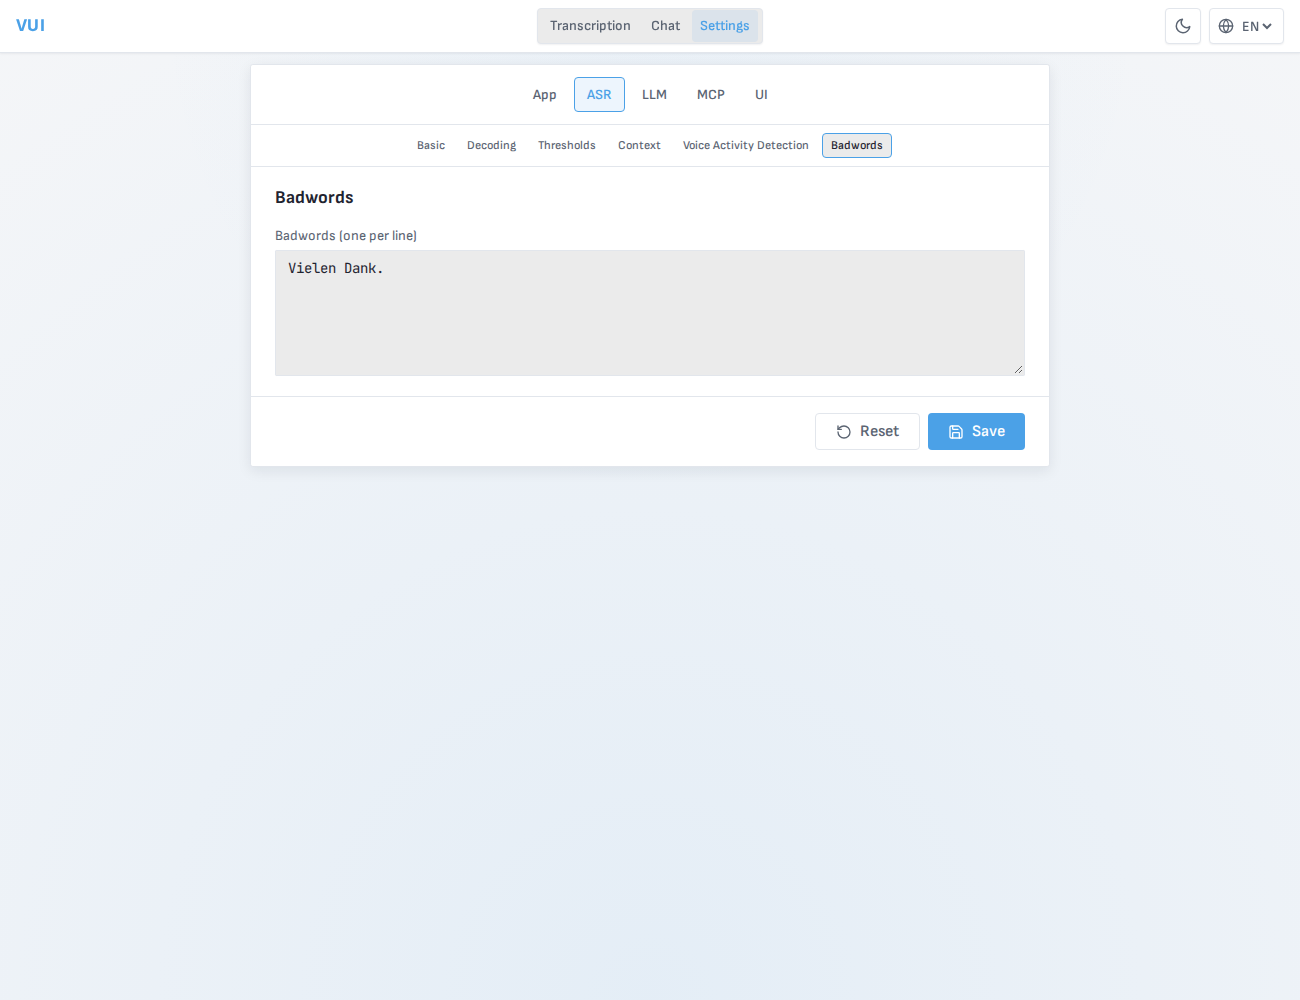 VUI
Transcription Chat Settings
EN
App ASR LLM MCP UI
Basic Decoding Thresholds Context Voice Activity Detection Badwords
Badwords
Badwords (one per line)
Vielen Dank.
Reset Save